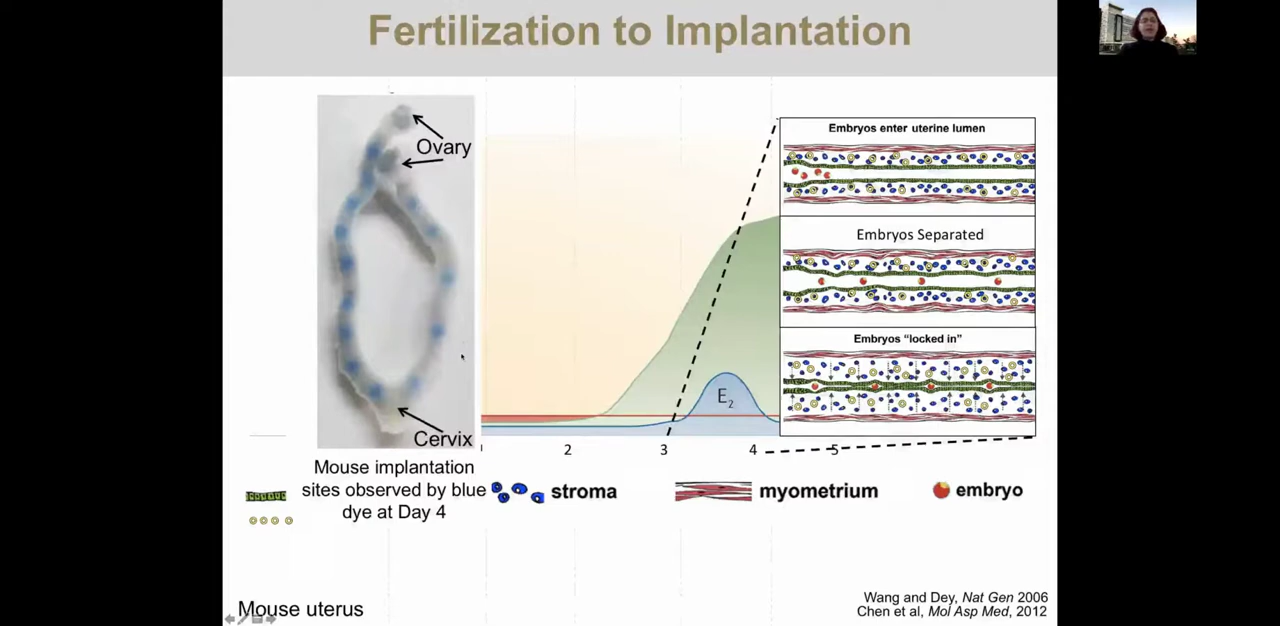 Fertilization to Implantation
Ovary
Cervix
Mouse implantation
sites observed by blue
dye at Day 4
E2
2
3
4
5
Embryos enter uterine lumen
Embryos Separated
Embryos “locked in”
stroma
myometrium
embryo
Mouse uterus
Wang and Dey, Nat Gen 2006
Chen et al, Mol Asp Med, 2012